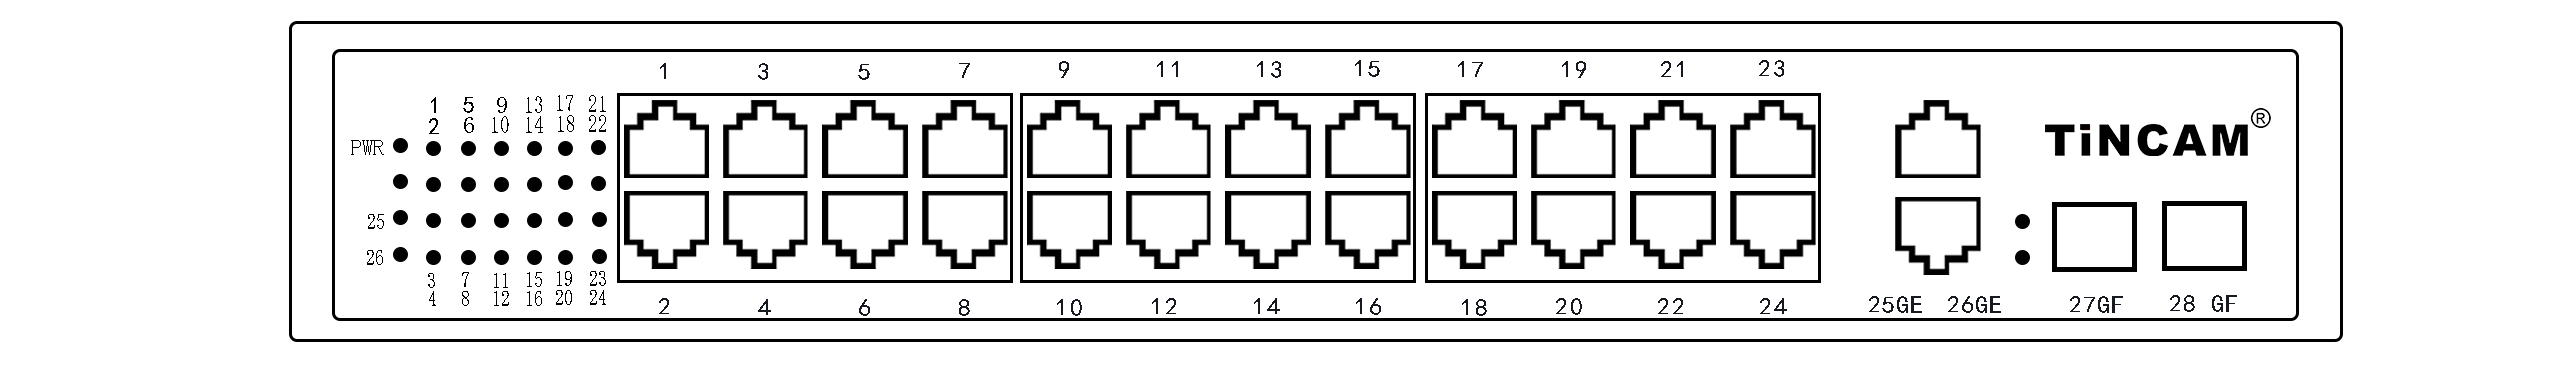 1 3 5 7 9 11 13 15 17 19 21 23
1 5 9 13 17 21
2 6 10 14 18 22
PWR
TiNCAM®
25
26
3 7 11 15 19 23
4 8 12 16 20 24
2 4 6 8 10 12 14 16 18 20 22 24
25GE 26GE 27GF 28 GF